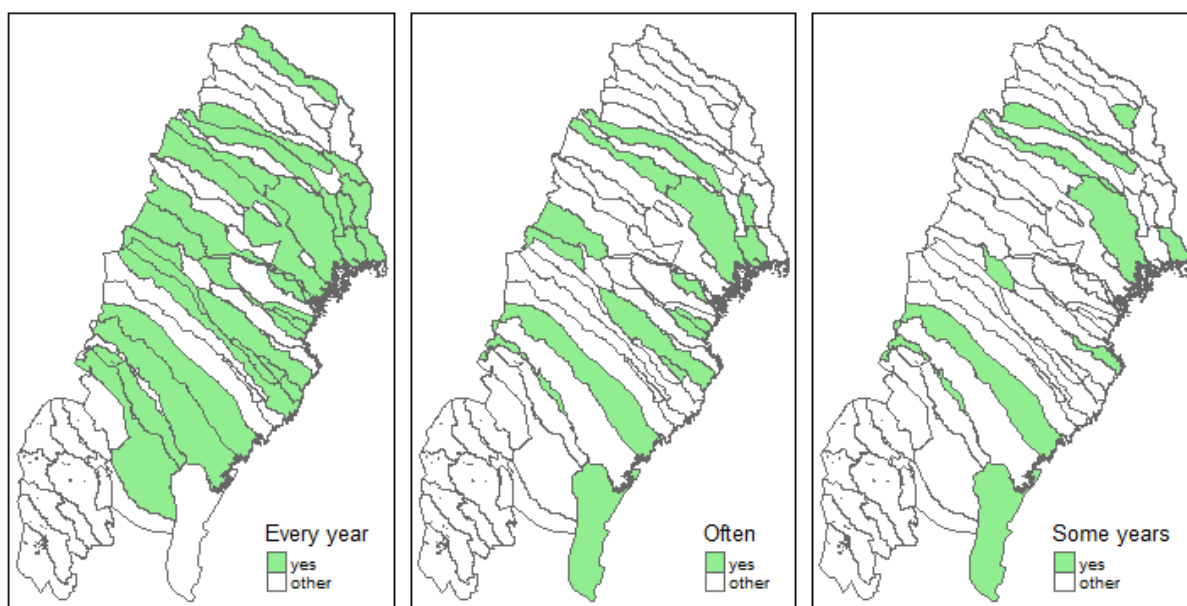 Every year
yes
other
Often
yes
other
Some years
yes
other